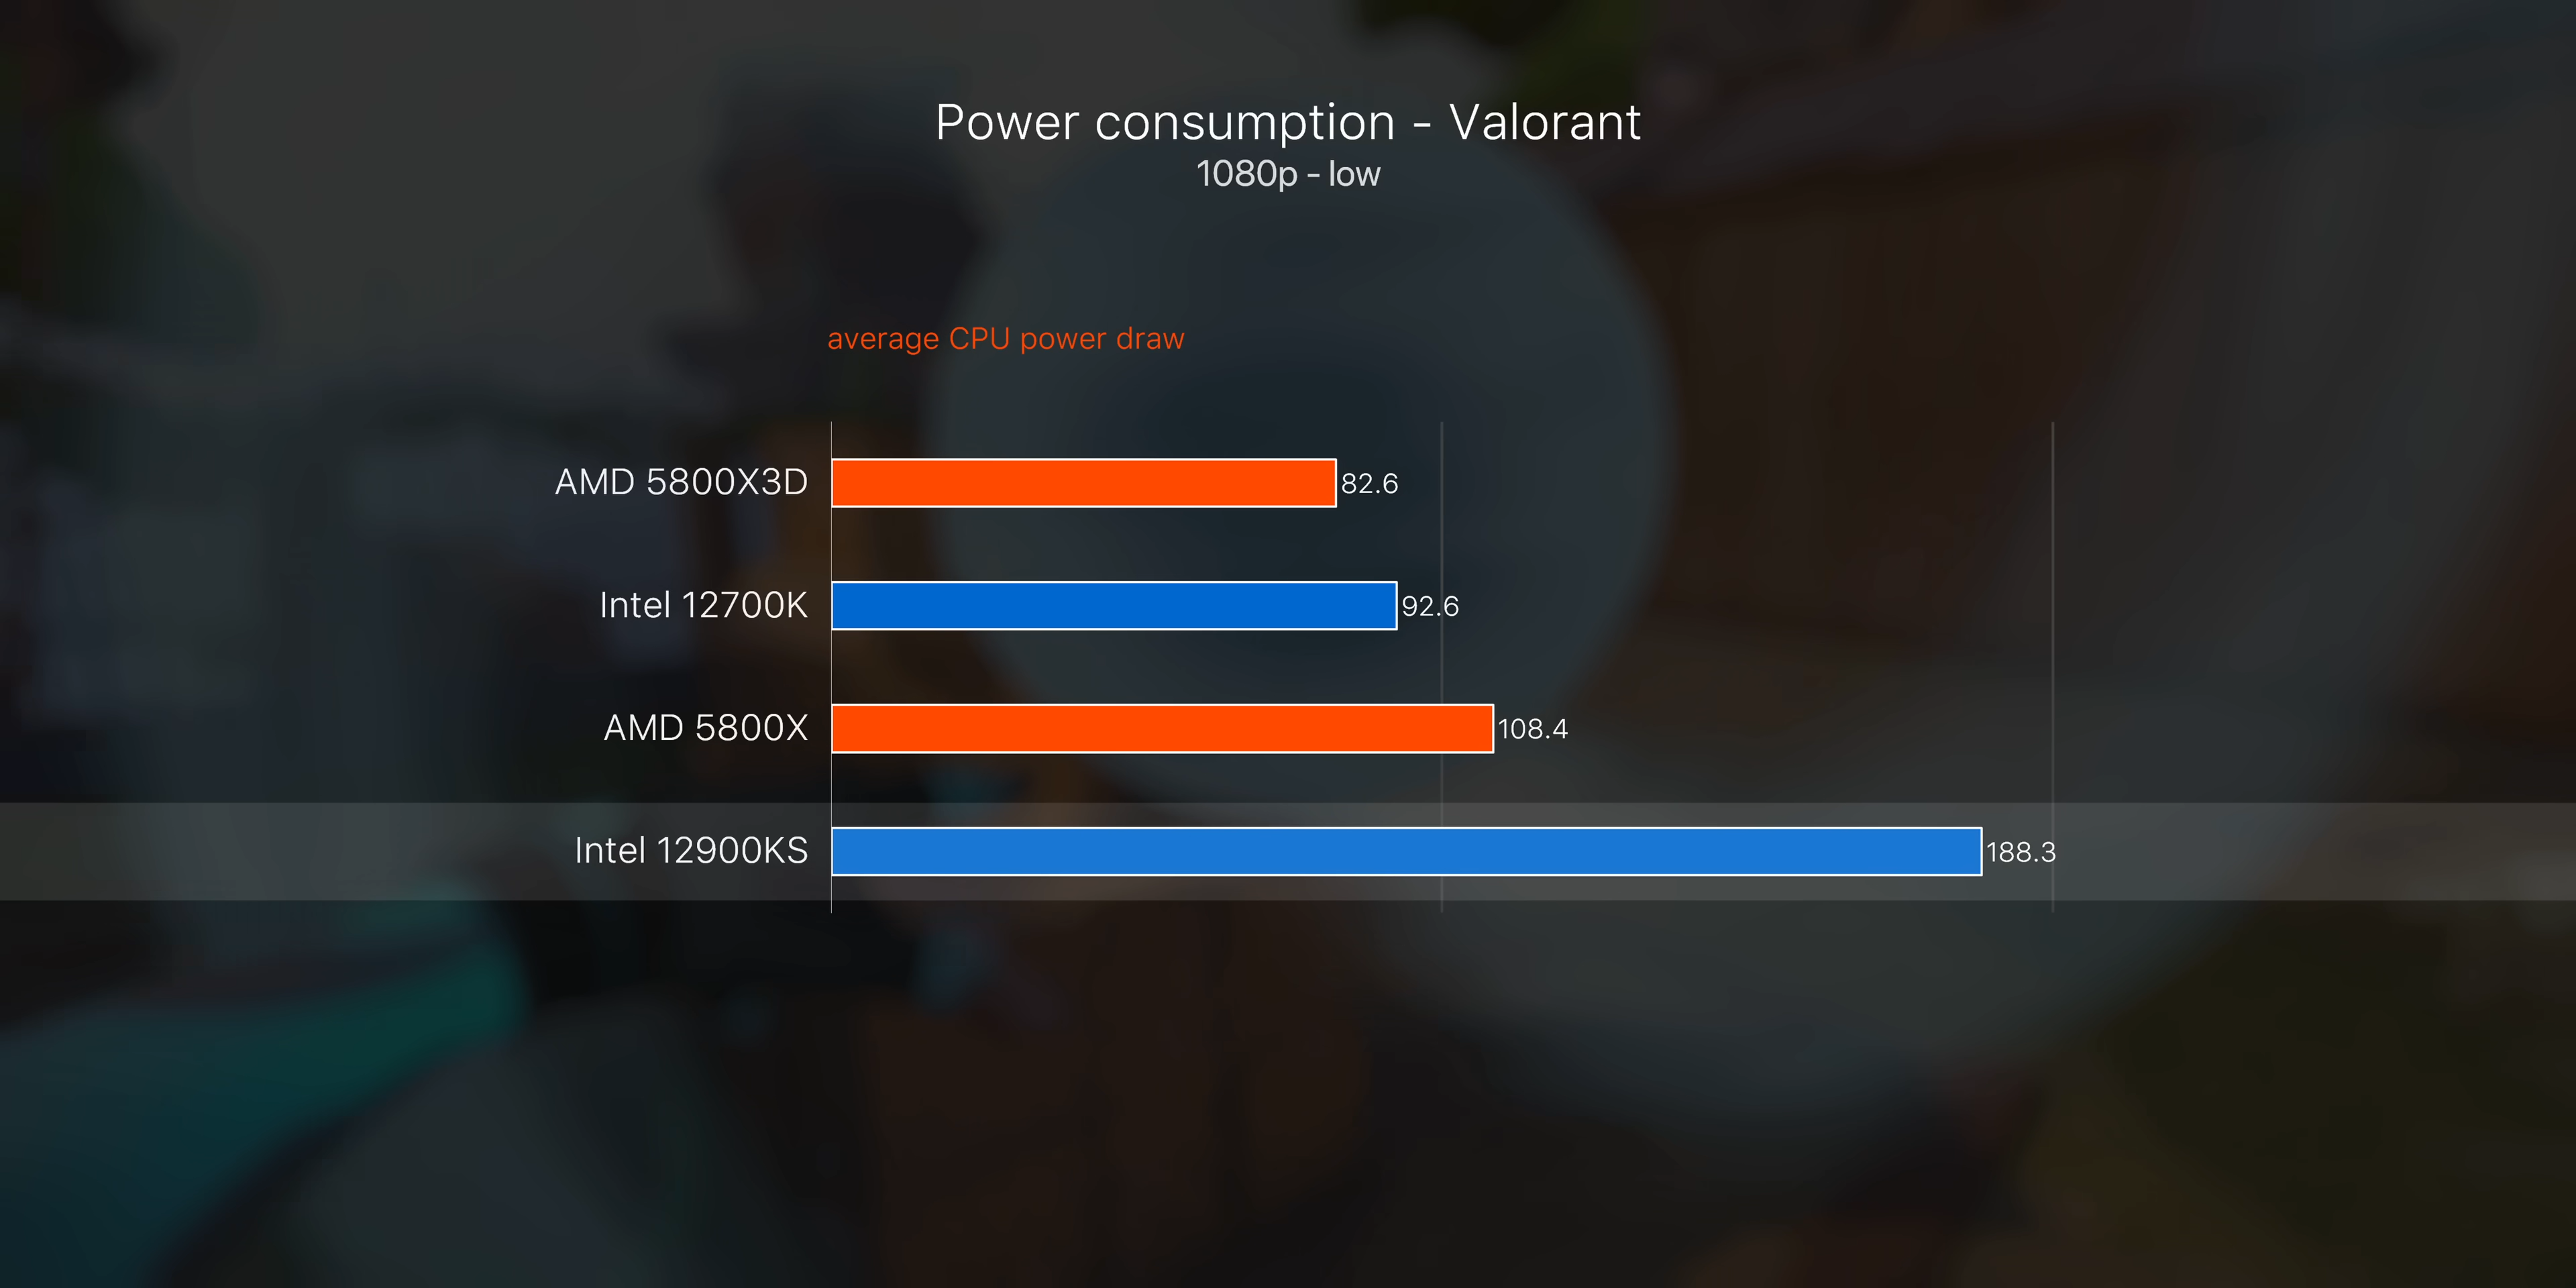 Power consumption - Valorant
1080p - low
average CPU power draw
AMD 5800X3D 82.6
Intel 12700K 92.6
AMD 5800X 108.4
Intel 12900KS 188.3